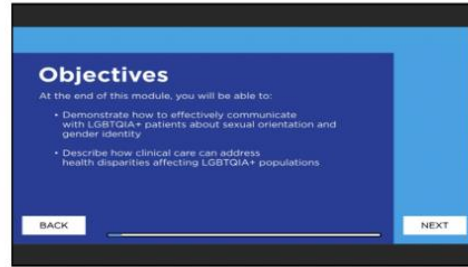 Objectives
At the end of this module, you will be able to:
• Demonstrate how to effectively communicate
with LGBTQIA+ patients about sexual orientation and
gender identity
• Describe how clinical care can address
health disparities affecting LGBTQIA+ populations
BACK
NEXT